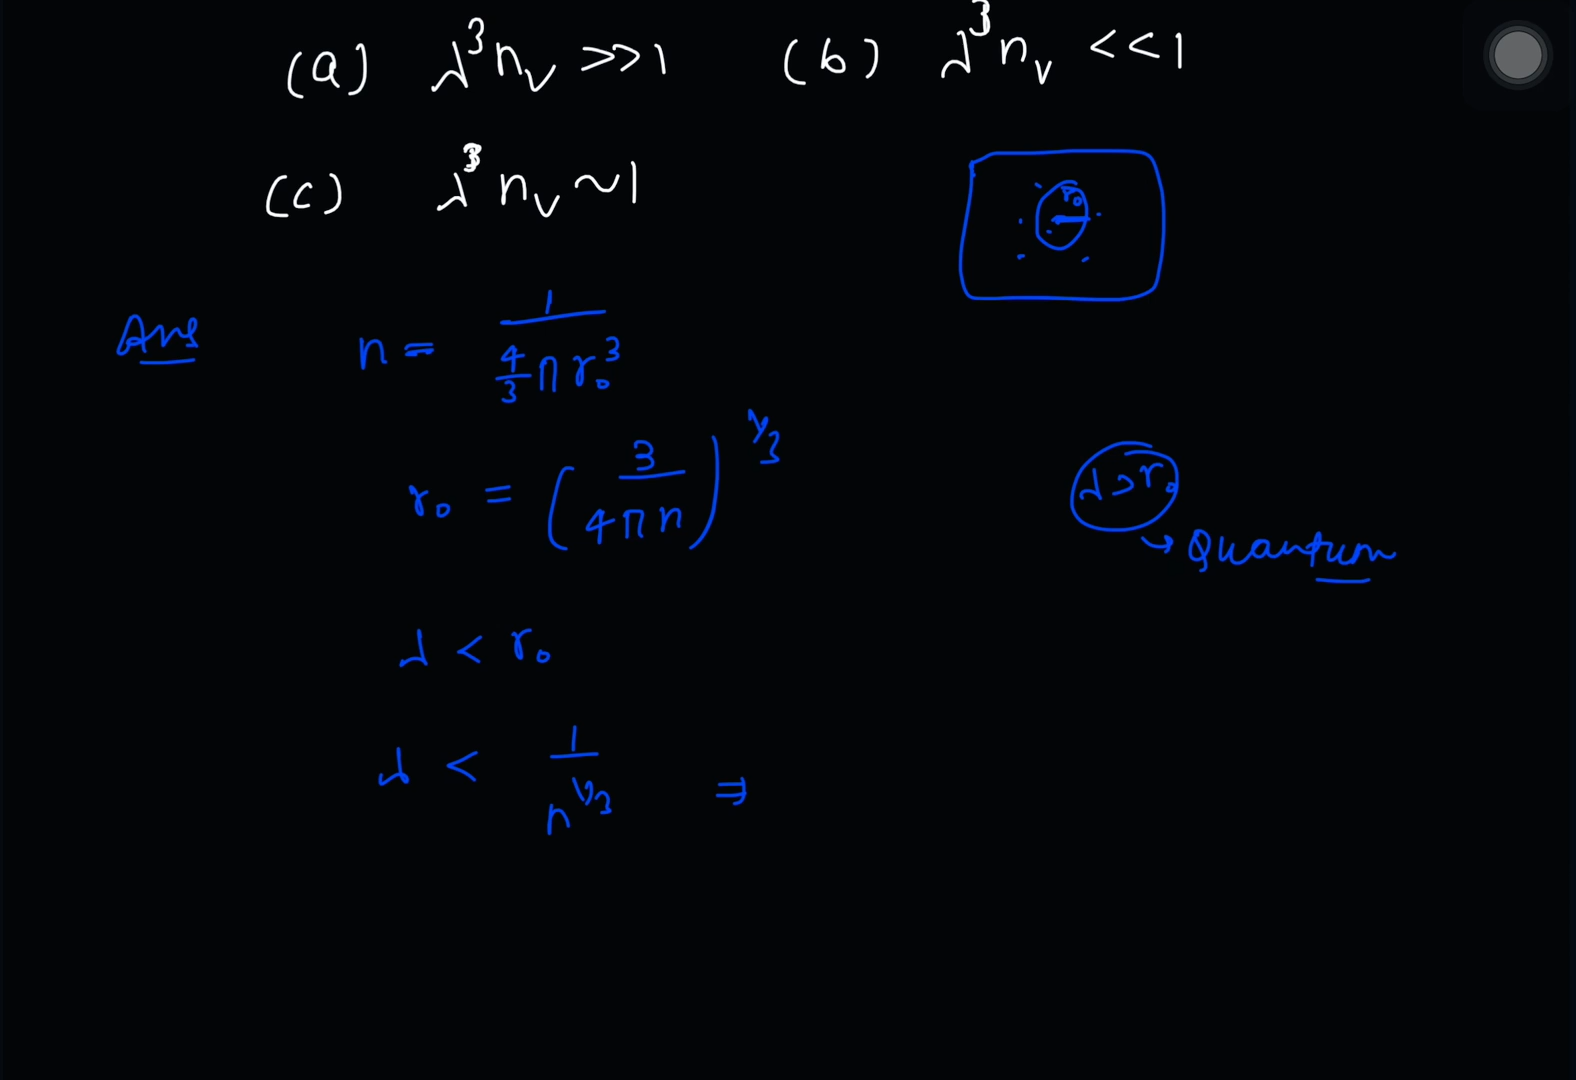 (a) λ³n_v >>1 (b) λ³n_v <<1
(c) λ³n_v ~1
r₀
Ans n = 1/(4/3 π r₀³)
r₀ = (3/(4πn))^(1/3)
λ>r₀
→ Quantum
λ < r₀
λ < 1/n^(1/3) ⇒